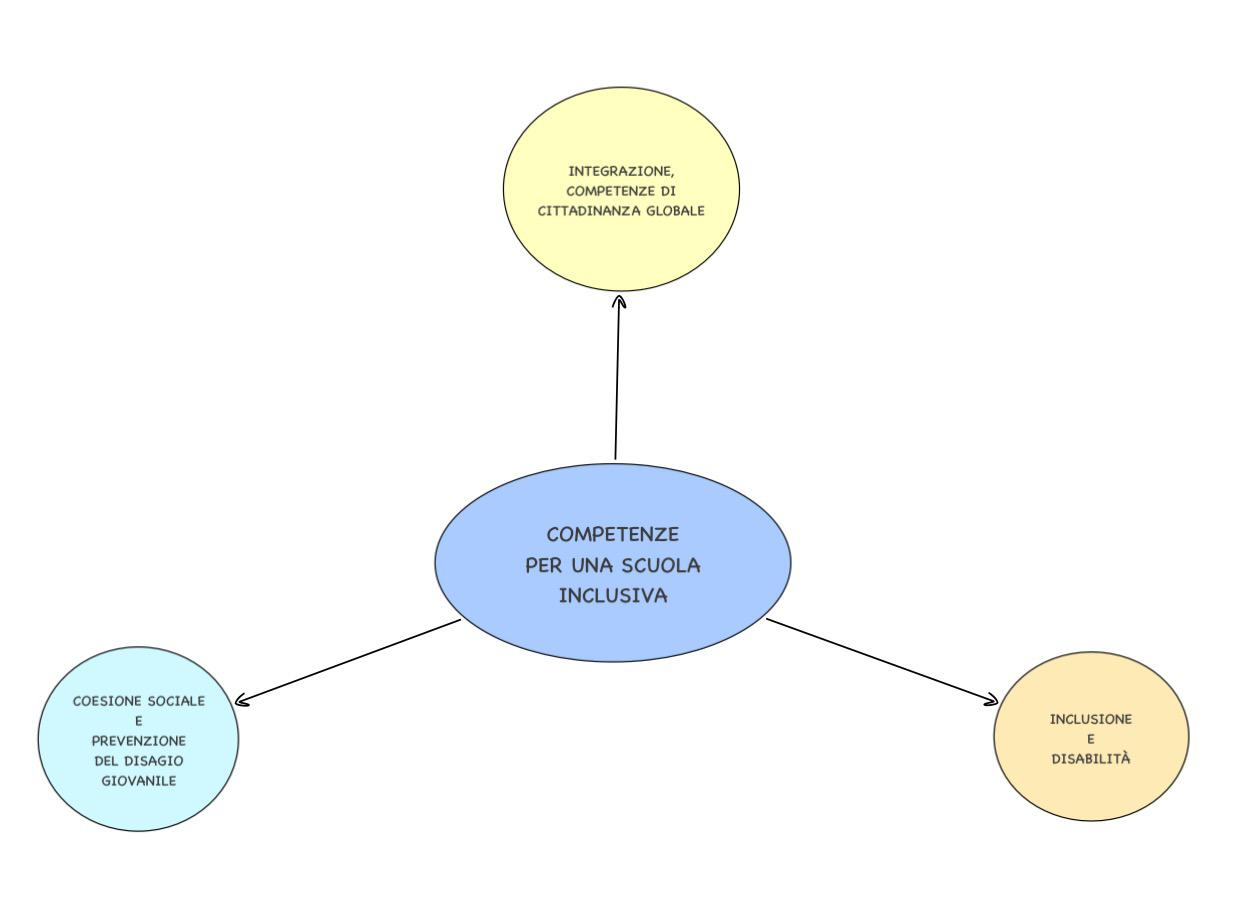 INTEGRAZIONE,
COMPETENZE DI
CITTADINANZA GLOBALE
COMPETENZE
PER UNA SCUOLA
INCLUSIVA
COESIONE SOCIALE
E
PREVENZIONE
DEL DISAGIO
GIOVANILE
INCLUSIONE
E
DISABILITÀ